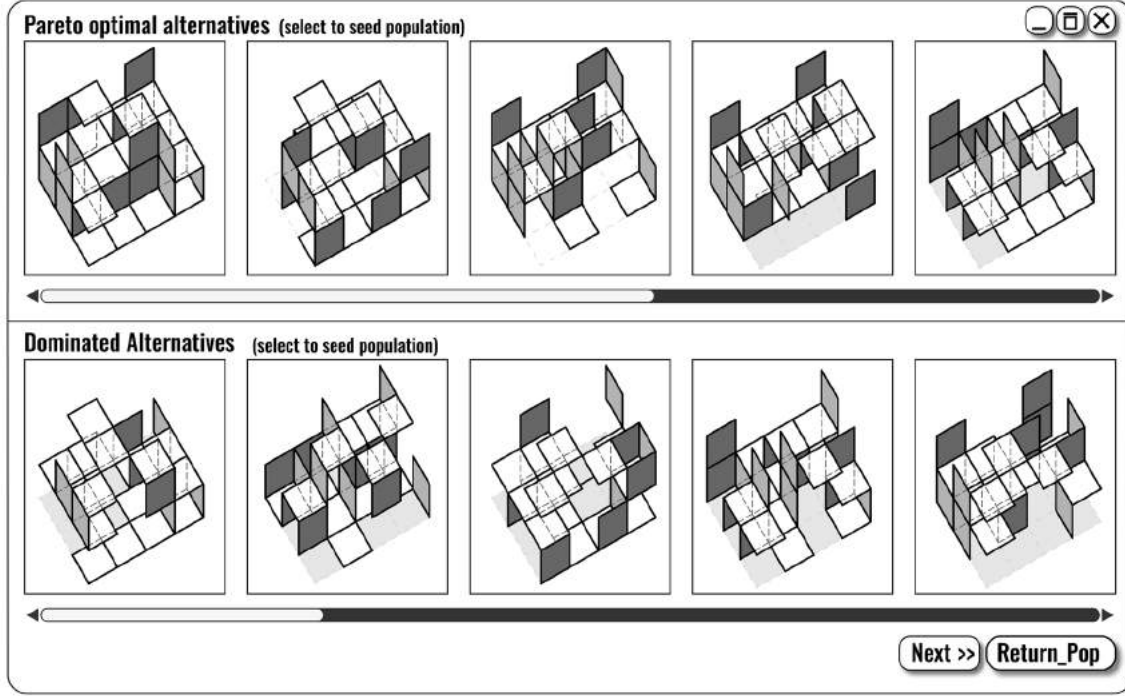 Pareto optimal alternatives (select to seed population)
Dominated Alternatives (select to seed population)
Next >> Return_Pop